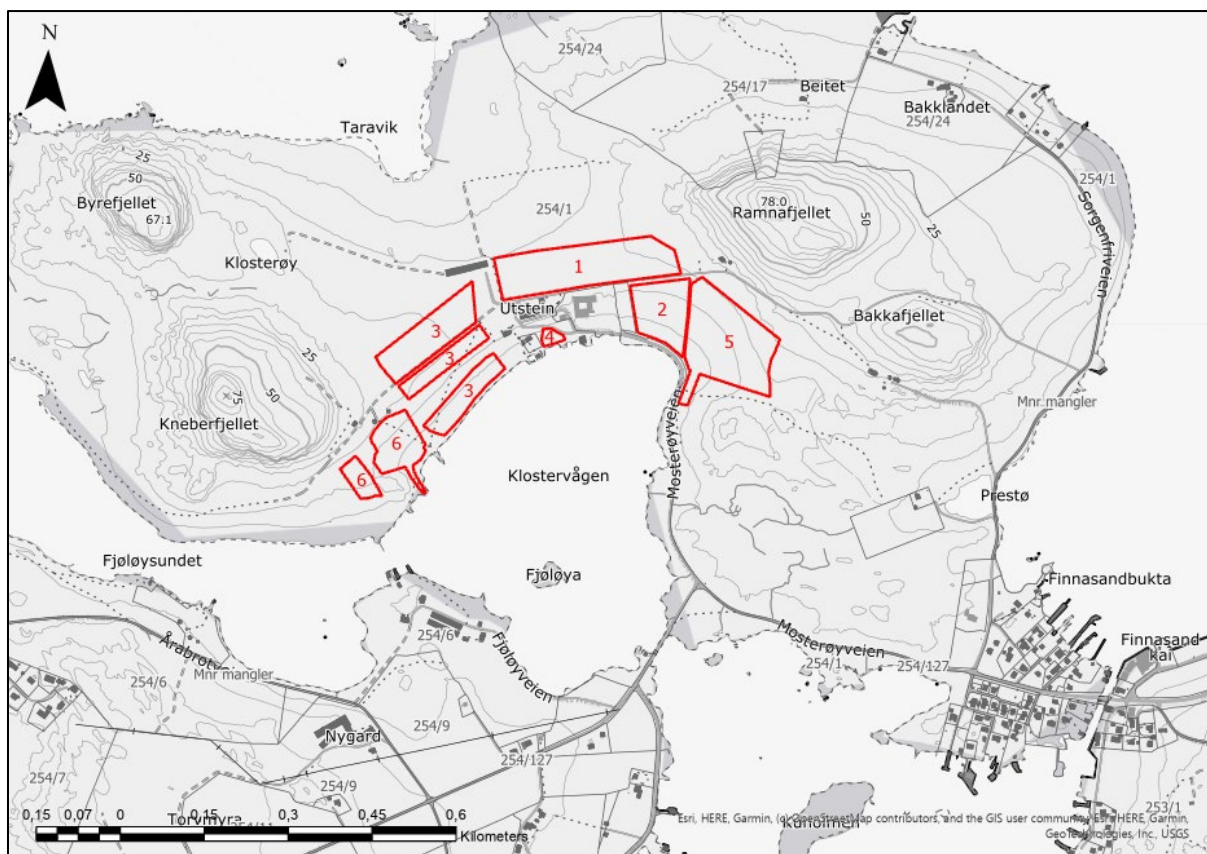 N
254/24
254/17
Beitet
Bakklandet
254/24
Taravik
25
50
Byrefjellet
67.1
254/1
78.0
Ramnafjellet
50
25
254/1
Sorgenfriveien
Klosterøy
1
Utstein
2
3
4
5
3
3
Bakkafjellet
25
50
75
Kneberfjellet
6
6
Mosterøyveien
Mnr mangler
Klostervågen
Prestø
Fjøløysundet
Fjøløya
Finnasandbukta
254/6
Fjøløyveien
Mosterøyveien
254/1
254/127
Finnasand
kai
254/6
Mnr mangler
254/9
Nygard
254/127
254/7
254/9
253/1
0,15 0,07 0 0,15 0,3 0,45 0,6
Kilometers
Esri, HERE, Garmin, (c) OpenStreetMap contributors, and the GIS user community, Esri, HERE, Garmin,
GeoTechnologies, Inc., USGS